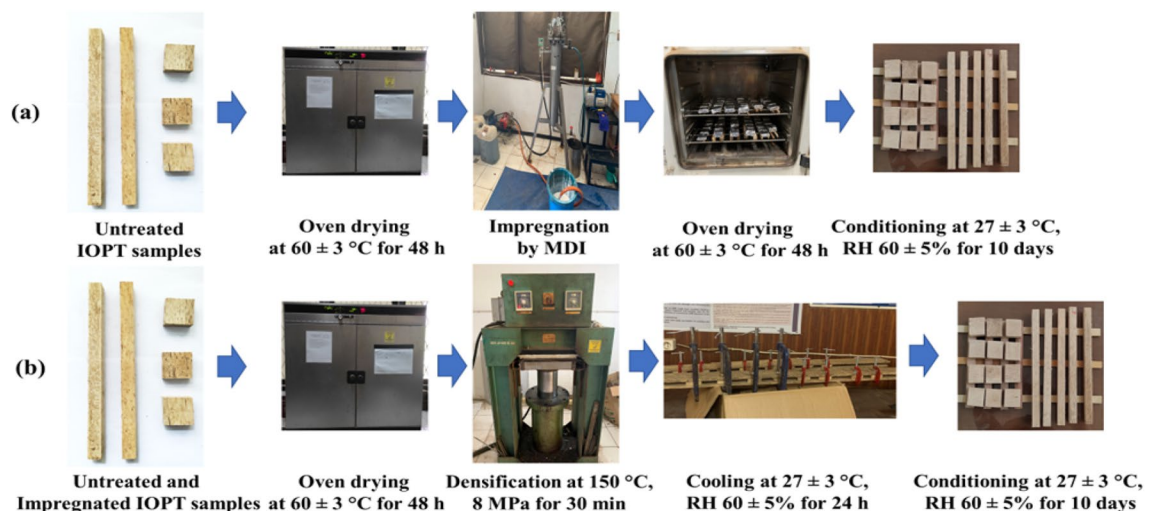 (a)
Untreated
IOPT samples
Oven drying
at 60 ± 3 °C for 48 h
Impregnation
by MDI
Oven drying
at 60 ± 3 °C for 48 h
Conditioning at 27 ± 3 °C,
RH 60 ± 5% for 10 days
(b)
Untreated and
Impregnated IOPT samples
Oven drying
at 60 ± 3 °C for 48 h
Densification at 150 °C,
8 MPa for 30 min
Cooling at 27 ± 3 °C,
RH 60 ± 5% for 24 h
Conditioning at 27 ± 3 °C,
RH 60 ± 5% for 10 days